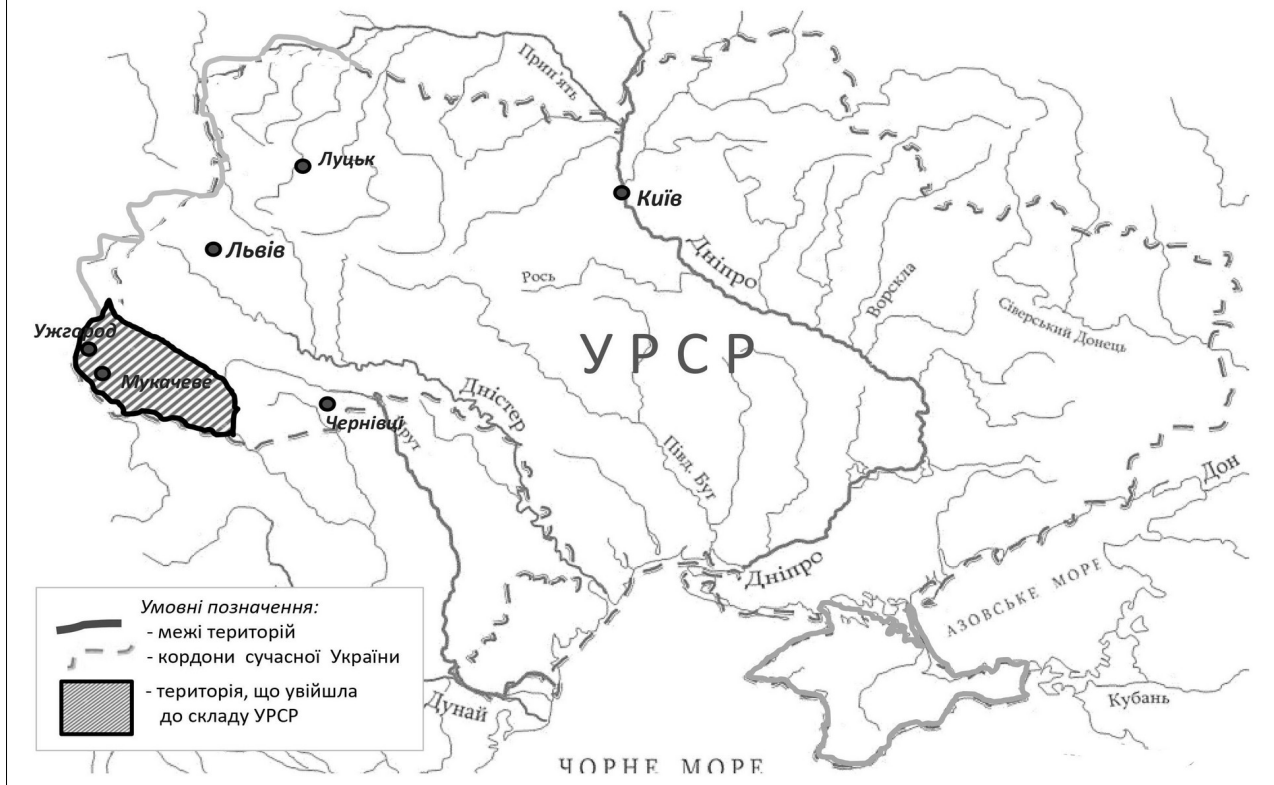 Прип'ять
Луцьк
Київ
Львів
Дніпро
Рось
Ворскла
Сіверський Донець
Ужгород
УРСР
Мукачеве
Дністер
Чернівці
Прут
Півд. Буг
Дон
Дніпро
АЗОВСЬКЕ МОРЕ
Умовні позначення:
- межі територій
- кордони сучасної України
- територія, що увійшла
до складу УРСР
Дунай
Кубань
ЧОРНЕ МОРЕ